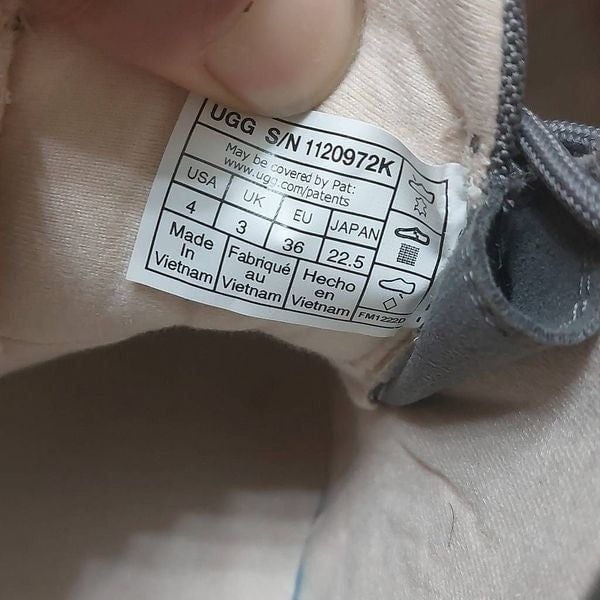 UGG S/N 1120972K
May be covered by Pat:
www.ugg.com/patents
USA UK EU JAPAN
4 3 36 22.5
Made In Vietnam
Fabriqué au Vietnam
Hecho en Vietnam
FM1222D